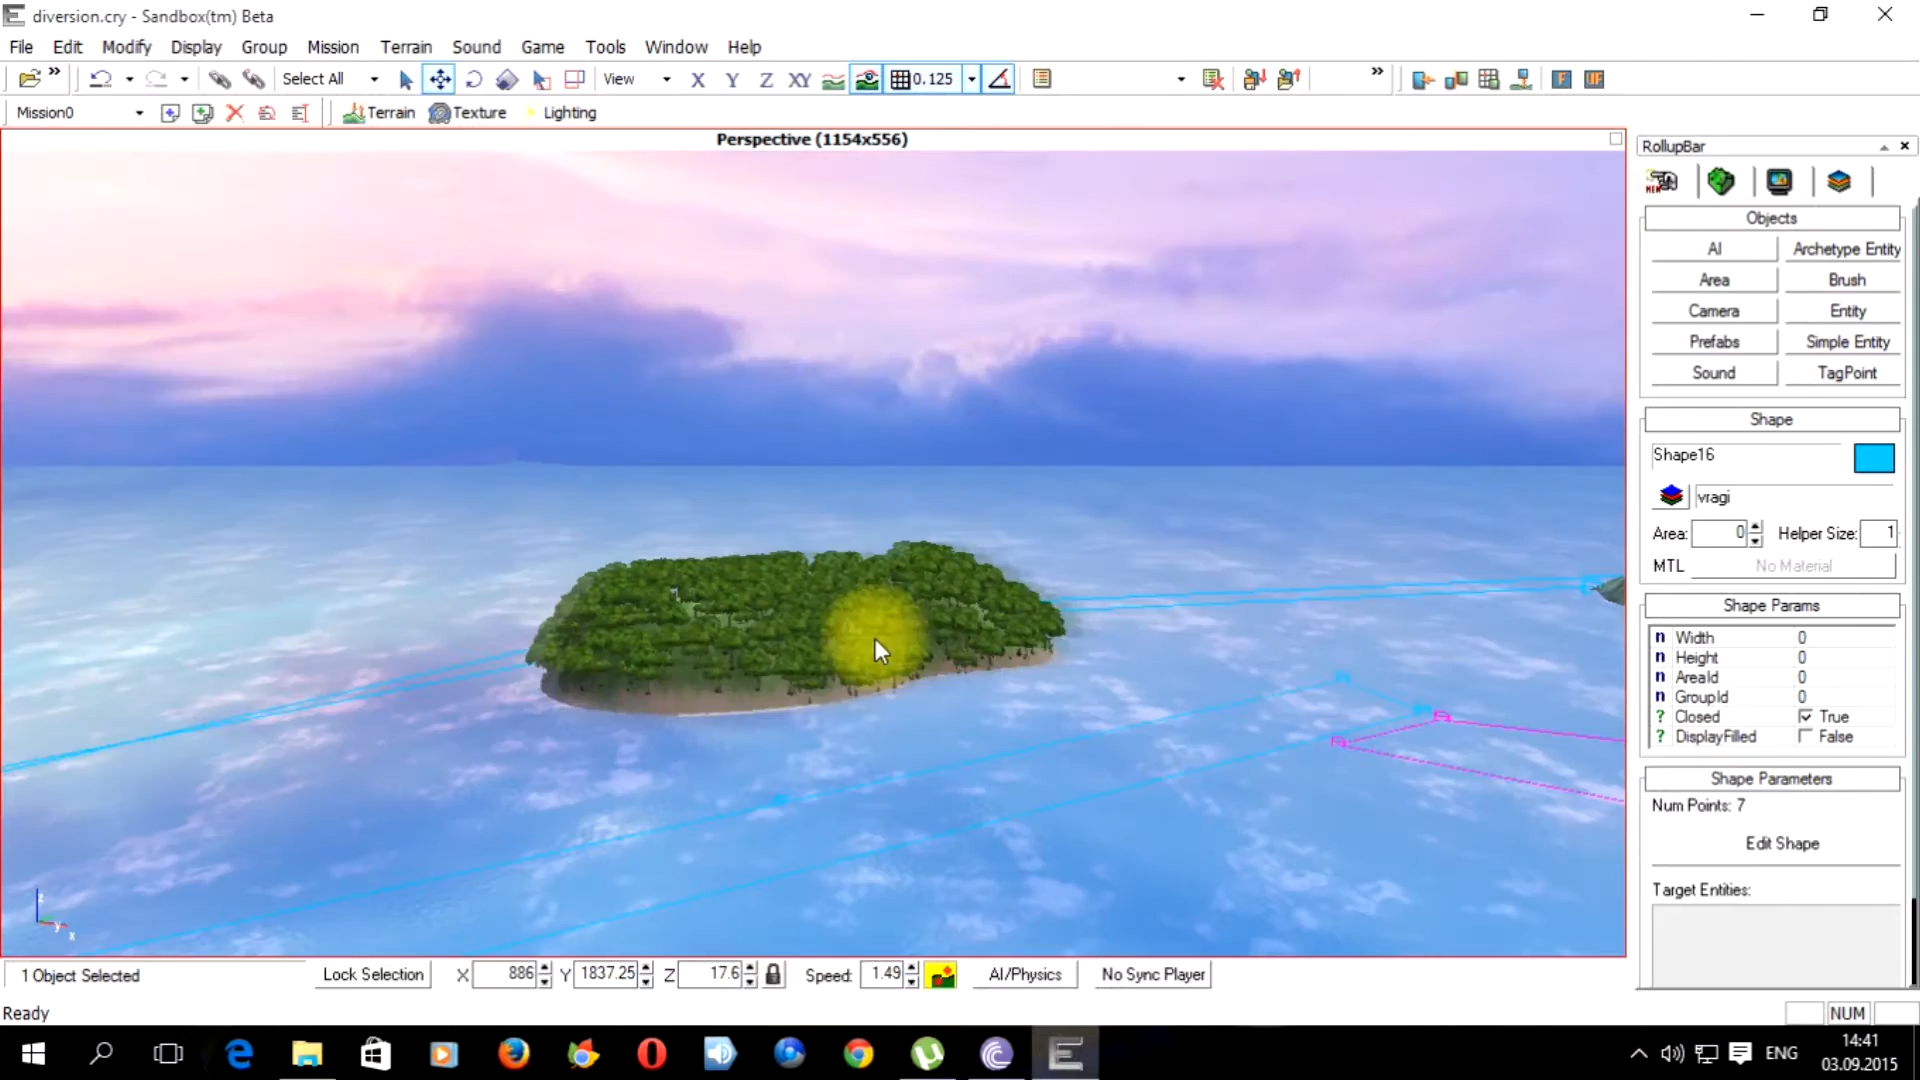 diversion.cry - Sandbox(tm) Beta
File Edit Modify Display Group Mission Terrain Sound Game Tools Window Help
Select All View X Y Z XY 0.125
Mission0 Terrain Texture Lighting
Perspective (1154x556)
RollupBar
Objects
AI Archetype Entity
Area Brush
Camera Entity
Prefabs Simple Entity
Sound TagPoint
Shape
Shape16
vragi
Area: 0 Helper Size: 1
MTL No Material
Shape Params
n Width 0
n Height 0
n AreaId 0
n GroupId 0
? Closed True
? DisplayFilled False
Shape Parameters
Num Points: 7
Edit Shape
Target Entities:
1 Object Selected Lock Selection X 886 Y 1837.25 Z 17.6 Speed: 1.49 AI/Physics No Sync Player
Ready NUM
ENG 14:41
03.09.2015